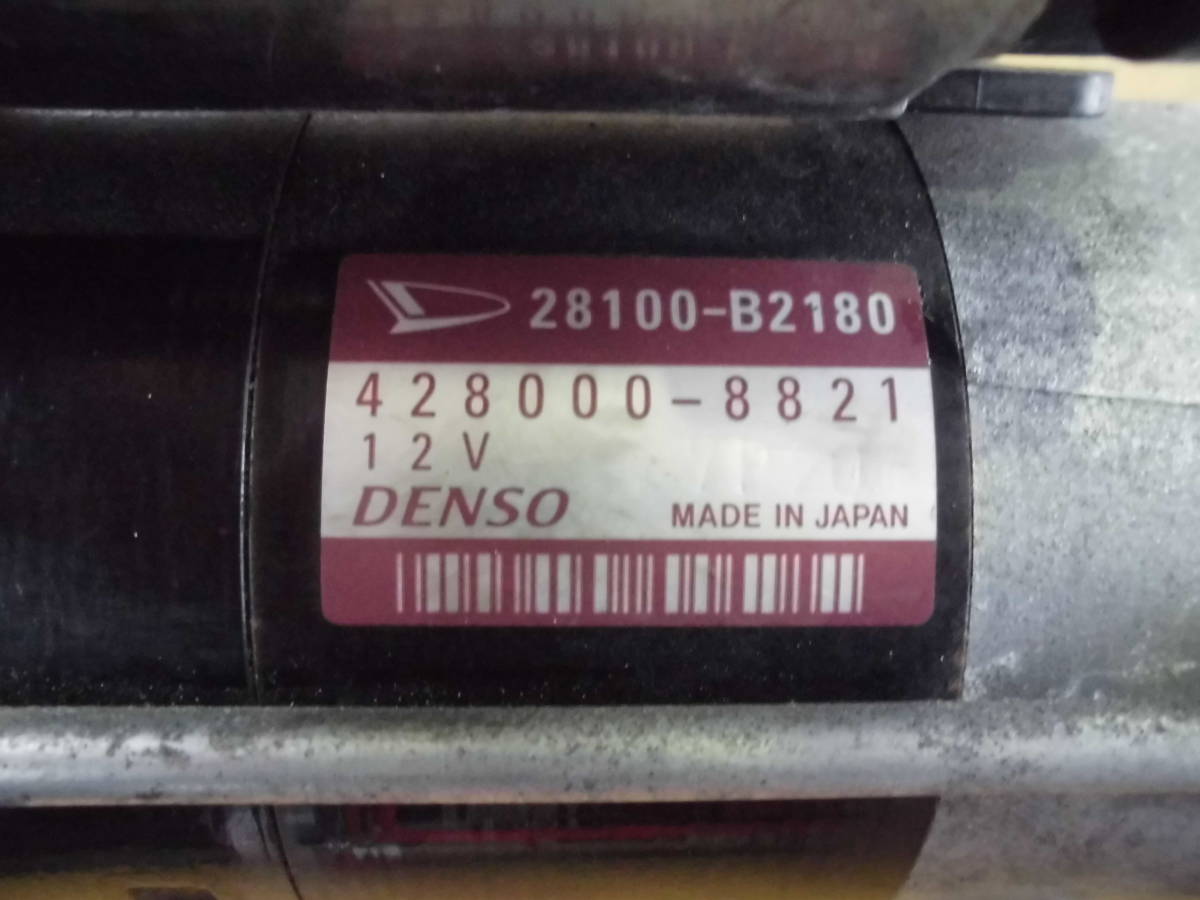 28100-B2180
428000-8821
12V
DENSO MADE IN JAPAN